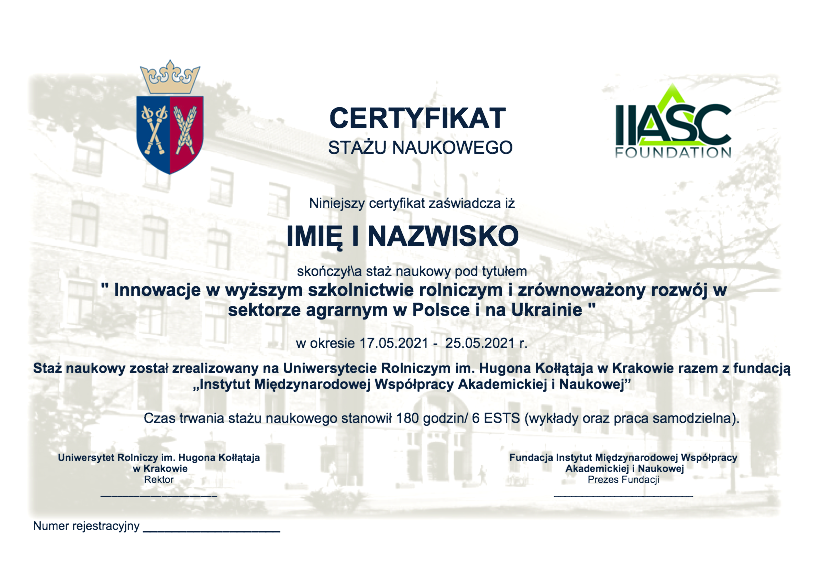 CERTYFIKAT
STAŻU NAUKOWEGO
IIASC
FOUNDATION
Niniejszy certyfikat zaświadcza iż
IMIĘ I NAZWISKO
skończył\a staż naukowy pod tytułem
" Innowacje w wyższym szkolnictwie rolniczym i zrównoważony rozwój w
sektorze agrarnym w Polsce i na Ukrainie "
w okresie 17.05.2021 - 25.05.2021 r.
Staż naukowy został zrealizowany na Uniwersytecie Rolniczym im. Hugona Kołłątaja w Krakowie razem z fundacją
„Instytut Międzynarodowej Współpracy Akademickiej i Naukowej”
Czas trwania stażu naukowego stanowił 180 godzin/ 6 ESTS (wykłady oraz praca samodzielna).
Uniwersytet Rolniczy im. Hugona Kołłątaja
w Krakowie
Rektor
Fundacja Instytut Międzynarodowej Współpracy
Akademickiej i Naukowej
Prezes Fundacji
Numer rejestracyjny